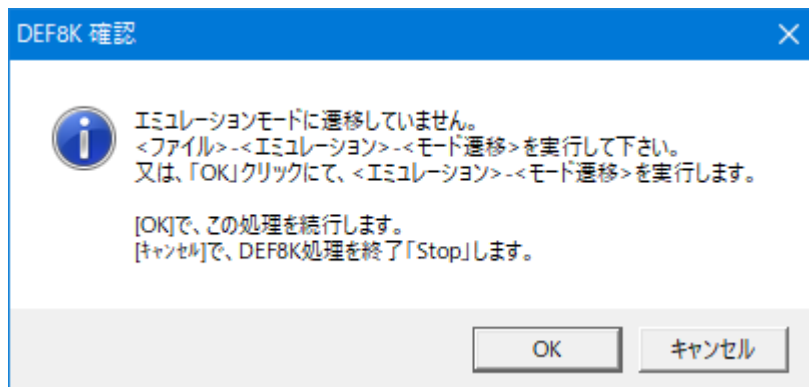 DEF8K 確認
エミュレーションモードに遷移していません。
<ファイル>-<エミュレーション>-<モード遷移>を実行して下さい。
又は、「OK」クリックにて、<エミュレーション>-<モード遷移>を実行します。
[OK]で、この処理を続行します。
[ｷｬﾝｾﾙ]で、DEF8K処理を終了「Stop」します。
OK
キャンセル